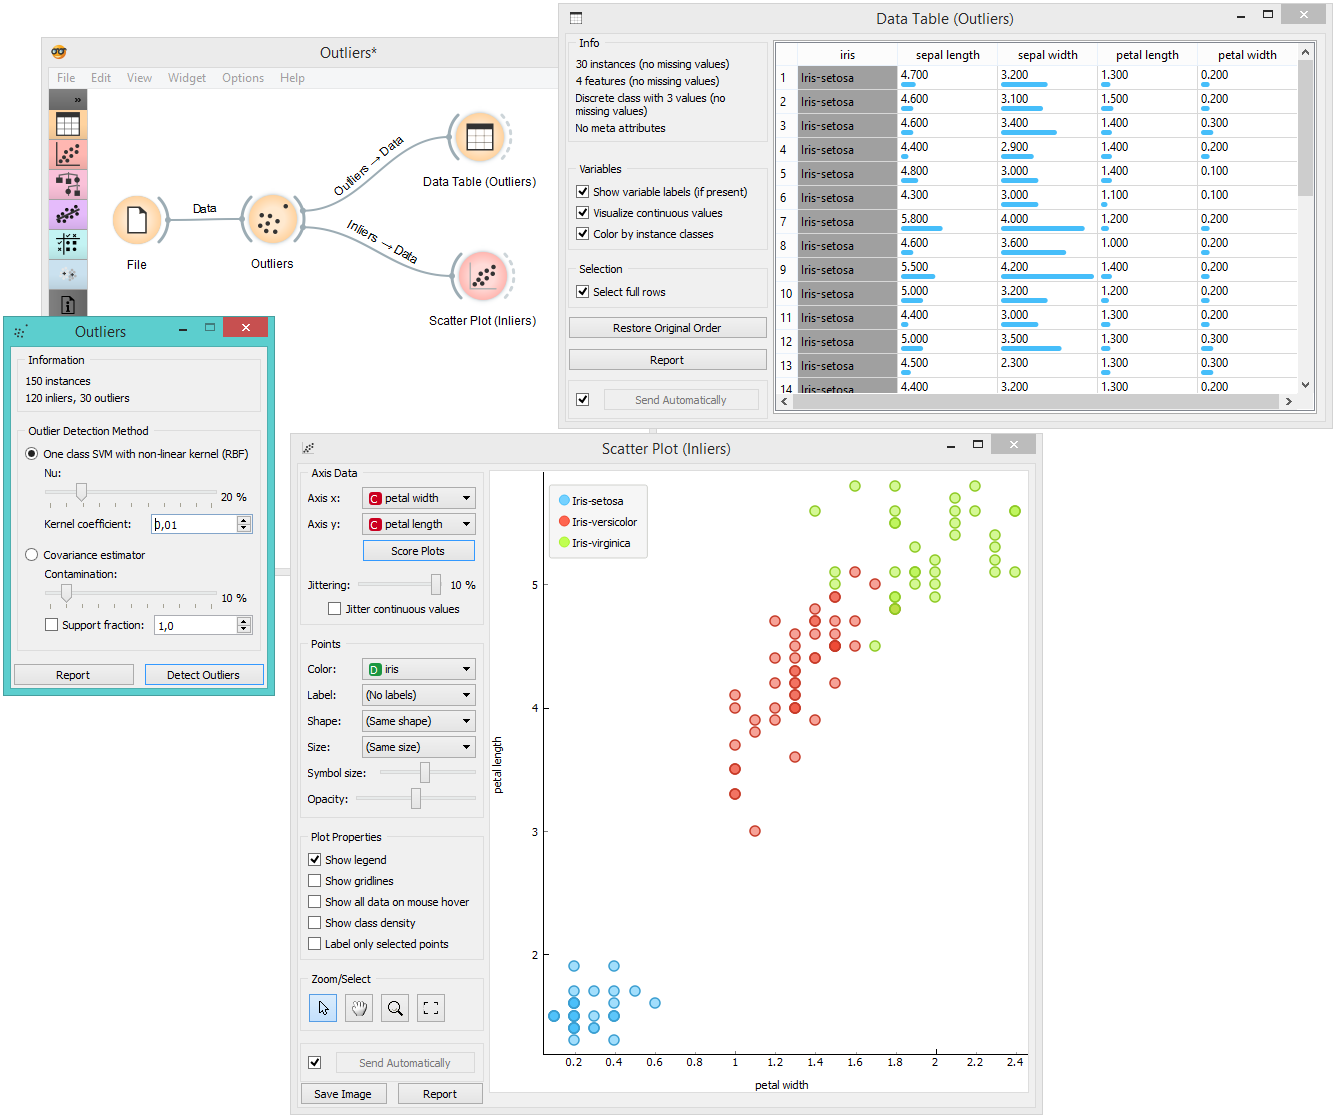 Outliers*
File Edit View Widget Options Help
»
Data
Outliers → Data
Inliers → Data
File
Outliers
Data Table (Outliers)
Scatter Plot (Inliers)
Data Table (Outliers)
Info
30 instances (no missing values)
4 features (no missing values)
Discrete class with 3 values (no
missing values)
No meta attributes
Variables
Show variable labels (if present)
Visualize continuous values
Color by instance classes
Selection
Select full rows
Restore Original Order
Report
Send Automatically
iris sepal length sepal width petal length petal width
1 Iris-setosa 4.700 3.200 1.300 0.200
2 Iris-setosa 4.600 3.100 1.500 0.200
3 Iris-setosa 4.600 3.400 1.400 0.300
4 Iris-setosa 4.400 2.900 1.400 0.200
5 Iris-setosa 4.800 3.000 1.400 0.100
6 Iris-setosa 4.300 3.000 1.100 0.100
7 Iris-setosa 5.800 4.000 1.200 0.200
8 Iris-setosa 4.600 3.600 1.000 0.200
9 Iris-setosa 5.500 4.200 1.400 0.200
10 Iris-setosa 5.000 3.200 1.200 0.200
11 Iris-setosa 4.400 3.000 1.300 0.200
12 Iris-setosa 5.000 3.500 1.300 0.300
13 Iris-setosa 4.500 2.300 1.300 0.300
14 Iris-setosa 4.400 3.200 1.300 0.200
Outliers
Information
150 instances
120 inliers, 30 outliers
Outlier Detection Method
One class SVM with non-linear kernel (RBF)
Nu:
20 %
Kernel coefficient: 0,01
Covariance estimator
Contamination:
10 %
Support fraction: 1,0
Report Detect Outliers
Scatter Plot (Inliers)
Axis Data
Axis x: C petal width
Axis y: C petal length
Score Plots
Jittering: 10 %
Jitter continuous values
Points
Color: D iris
Label: (No labels)
Shape: (Same shape)
Size: (Same size)
Symbol size:
Opacity:
Plot Properties
Show legend
Show gridlines
Show all data on mouse hover
Show class density
Label only selected points
Zoom/Select
Send Automatically
Save Image Report
Iris-setosa
Iris-versicolor
Iris-virginica
petal length
5
4
3
2
0.2 0.4 0.6 0.8 1 1.2 1.4 1.6 1.8 2 2.2 2.4
petal width